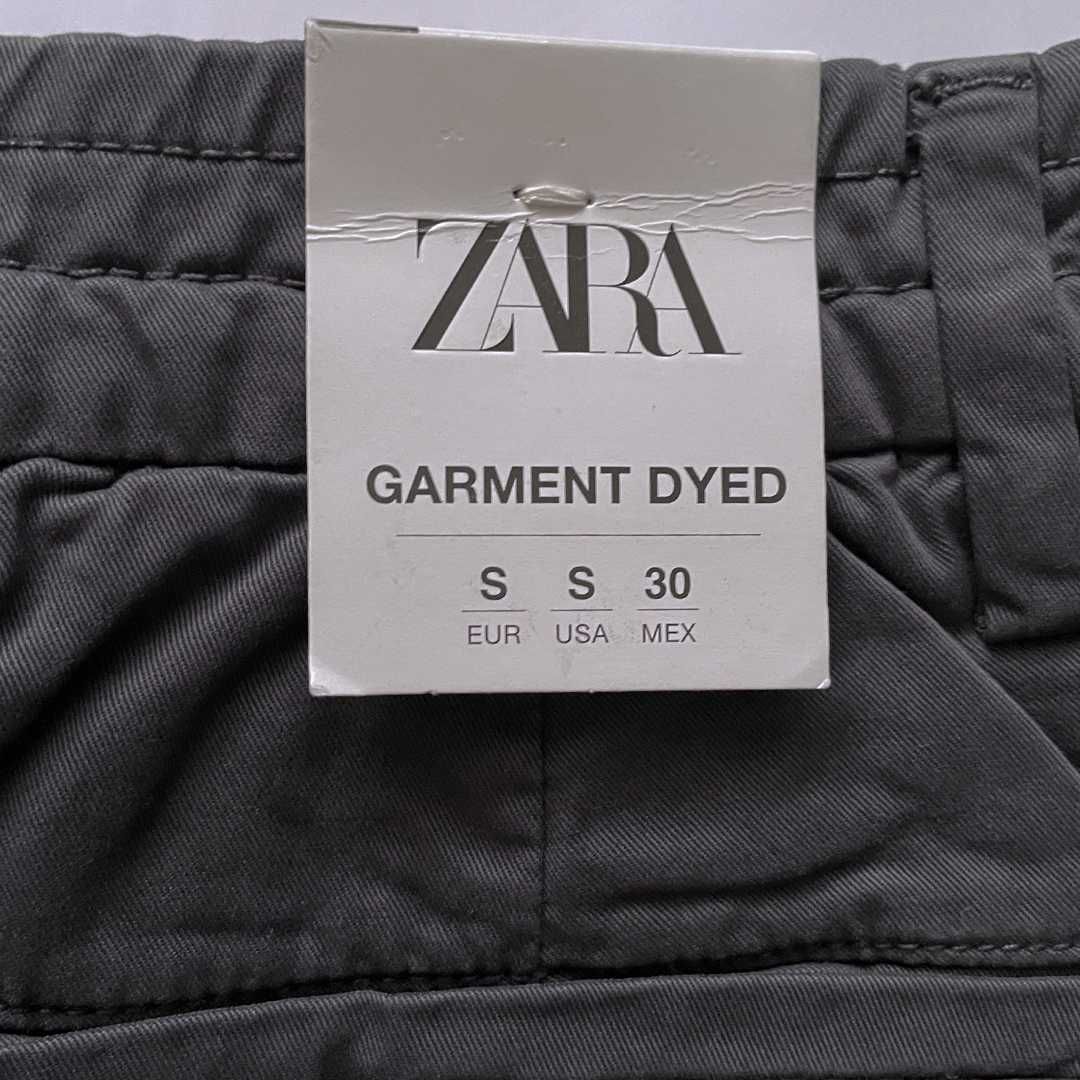 ZARA
GARMENT DYED
S S 30
EUR USA MEX